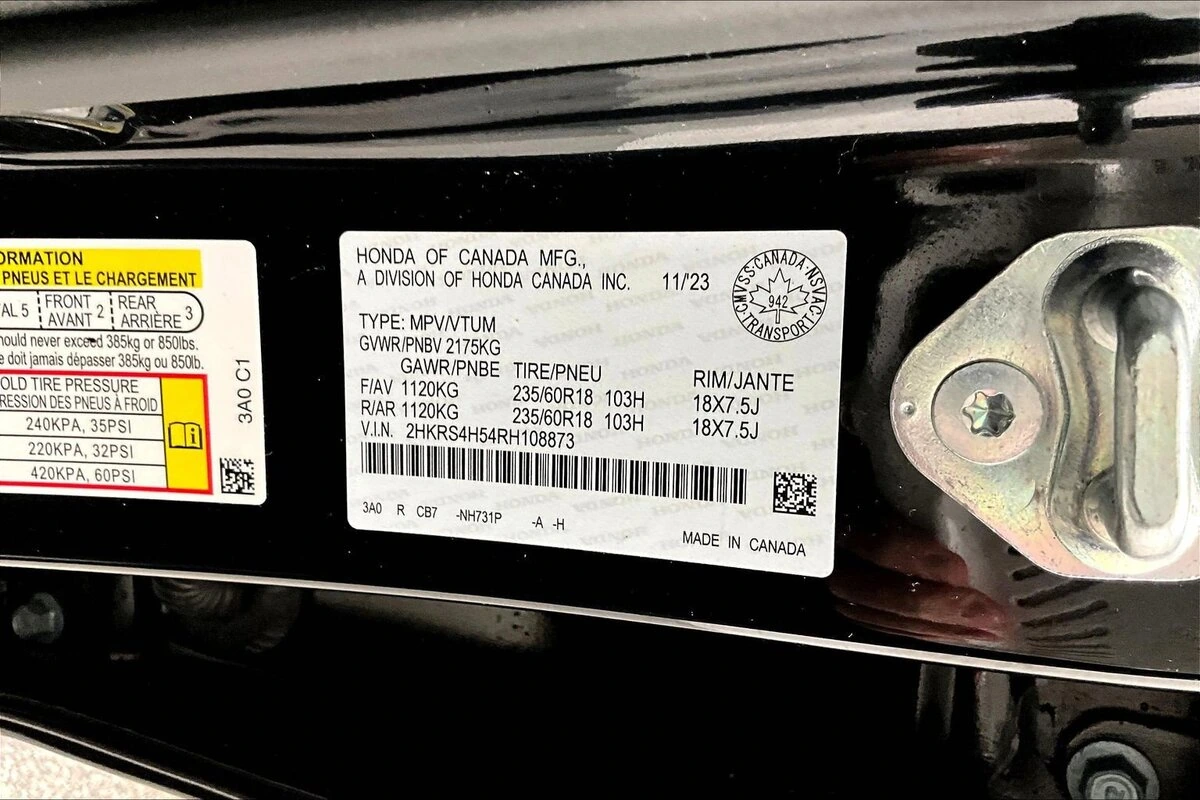 ORMATION
PNEUS ET LE CHARGEMENT
AL 5 FRONT AVANT 2 REAR ARRIÈRE 3
hould never exceed 385kg or 850lbs.
e doit jamais dépasser 385kg ou 850lb.
OLD TIRE PRESSURE
RESSION DES PNEUS À FROID
240KPA, 35PSI
220KPA, 32PSI
420KPA, 60PSI
3A0 C1
HONDA OF CANADA MFG.,
A DIVISION OF HONDA CANADA INC. 11/'23
CANADA · NSVAC · TRANSPORT · CMVSS
942
TYPE: MPV/VTUM
GVWR/PNBV 2175KG
GAWR/PNBE TIRE/PNEU RIM/JANTE
F/AV 1120KG 235/60R18 103H 18X7.5J
R/AR 1120KG 235/60R18 103H 18X7.5J
V.I.N. 2HKRS4H54RH108873
3A0 R CB7 -NH731P -A -H
MADE IN CANADA